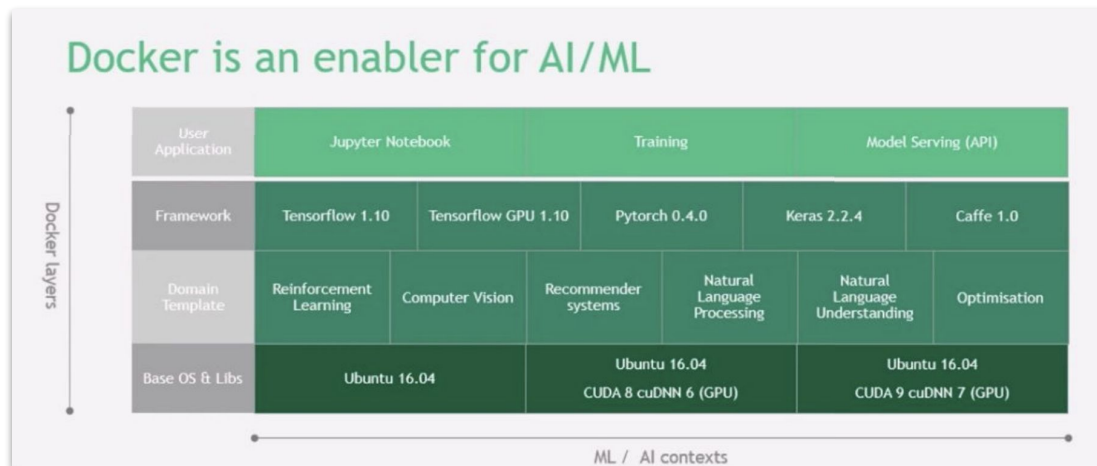 Docker is an enabler for AI/ML
Docker layers
User
Application
Jupyter Notebook
Training
Model Serving (API)
Framework
Tensorflow 1.10
Tensorflow GPU 1.10
Pytorch 0.4.0
Keras 2.2.4
Caffe 1.0
Domain
Template
Reinforcement
Learning
Computer Vision
Recommender
systems
Natural
Language
Processing
Natural
Language
Understanding
Optimisation
Base OS & Libs
Ubuntu 16.04
Ubuntu 16.04
CUDA 8 cuDNN 6 (GPU)
Ubuntu 16.04
CUDA 9 cuDNN 7 (GPU)
ML / AI contexts